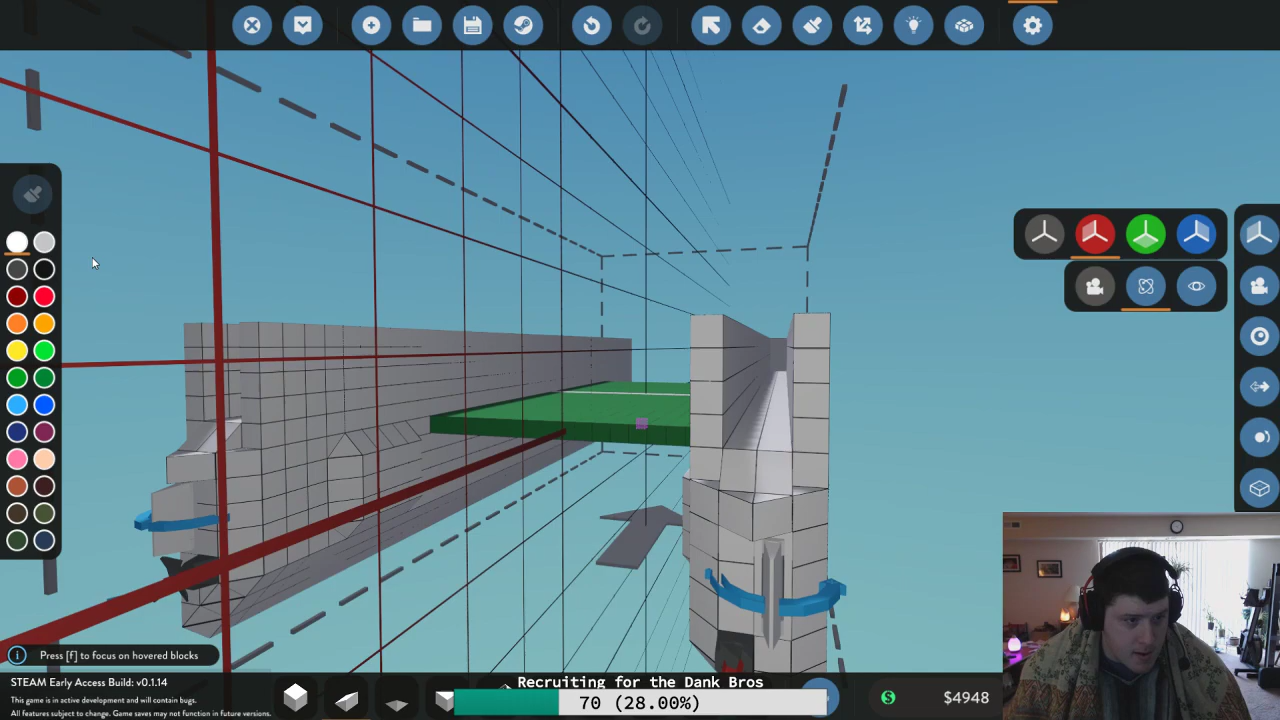 Press [f] to focus on hovered blocks
STEAM Early Access Build: v0.1.14
This game is in active development and will contain bugs.
All features subject to change. Game saves may not function in future versions.
Recruiting for the Dank Bros
70 (28.00%)
$ $4948